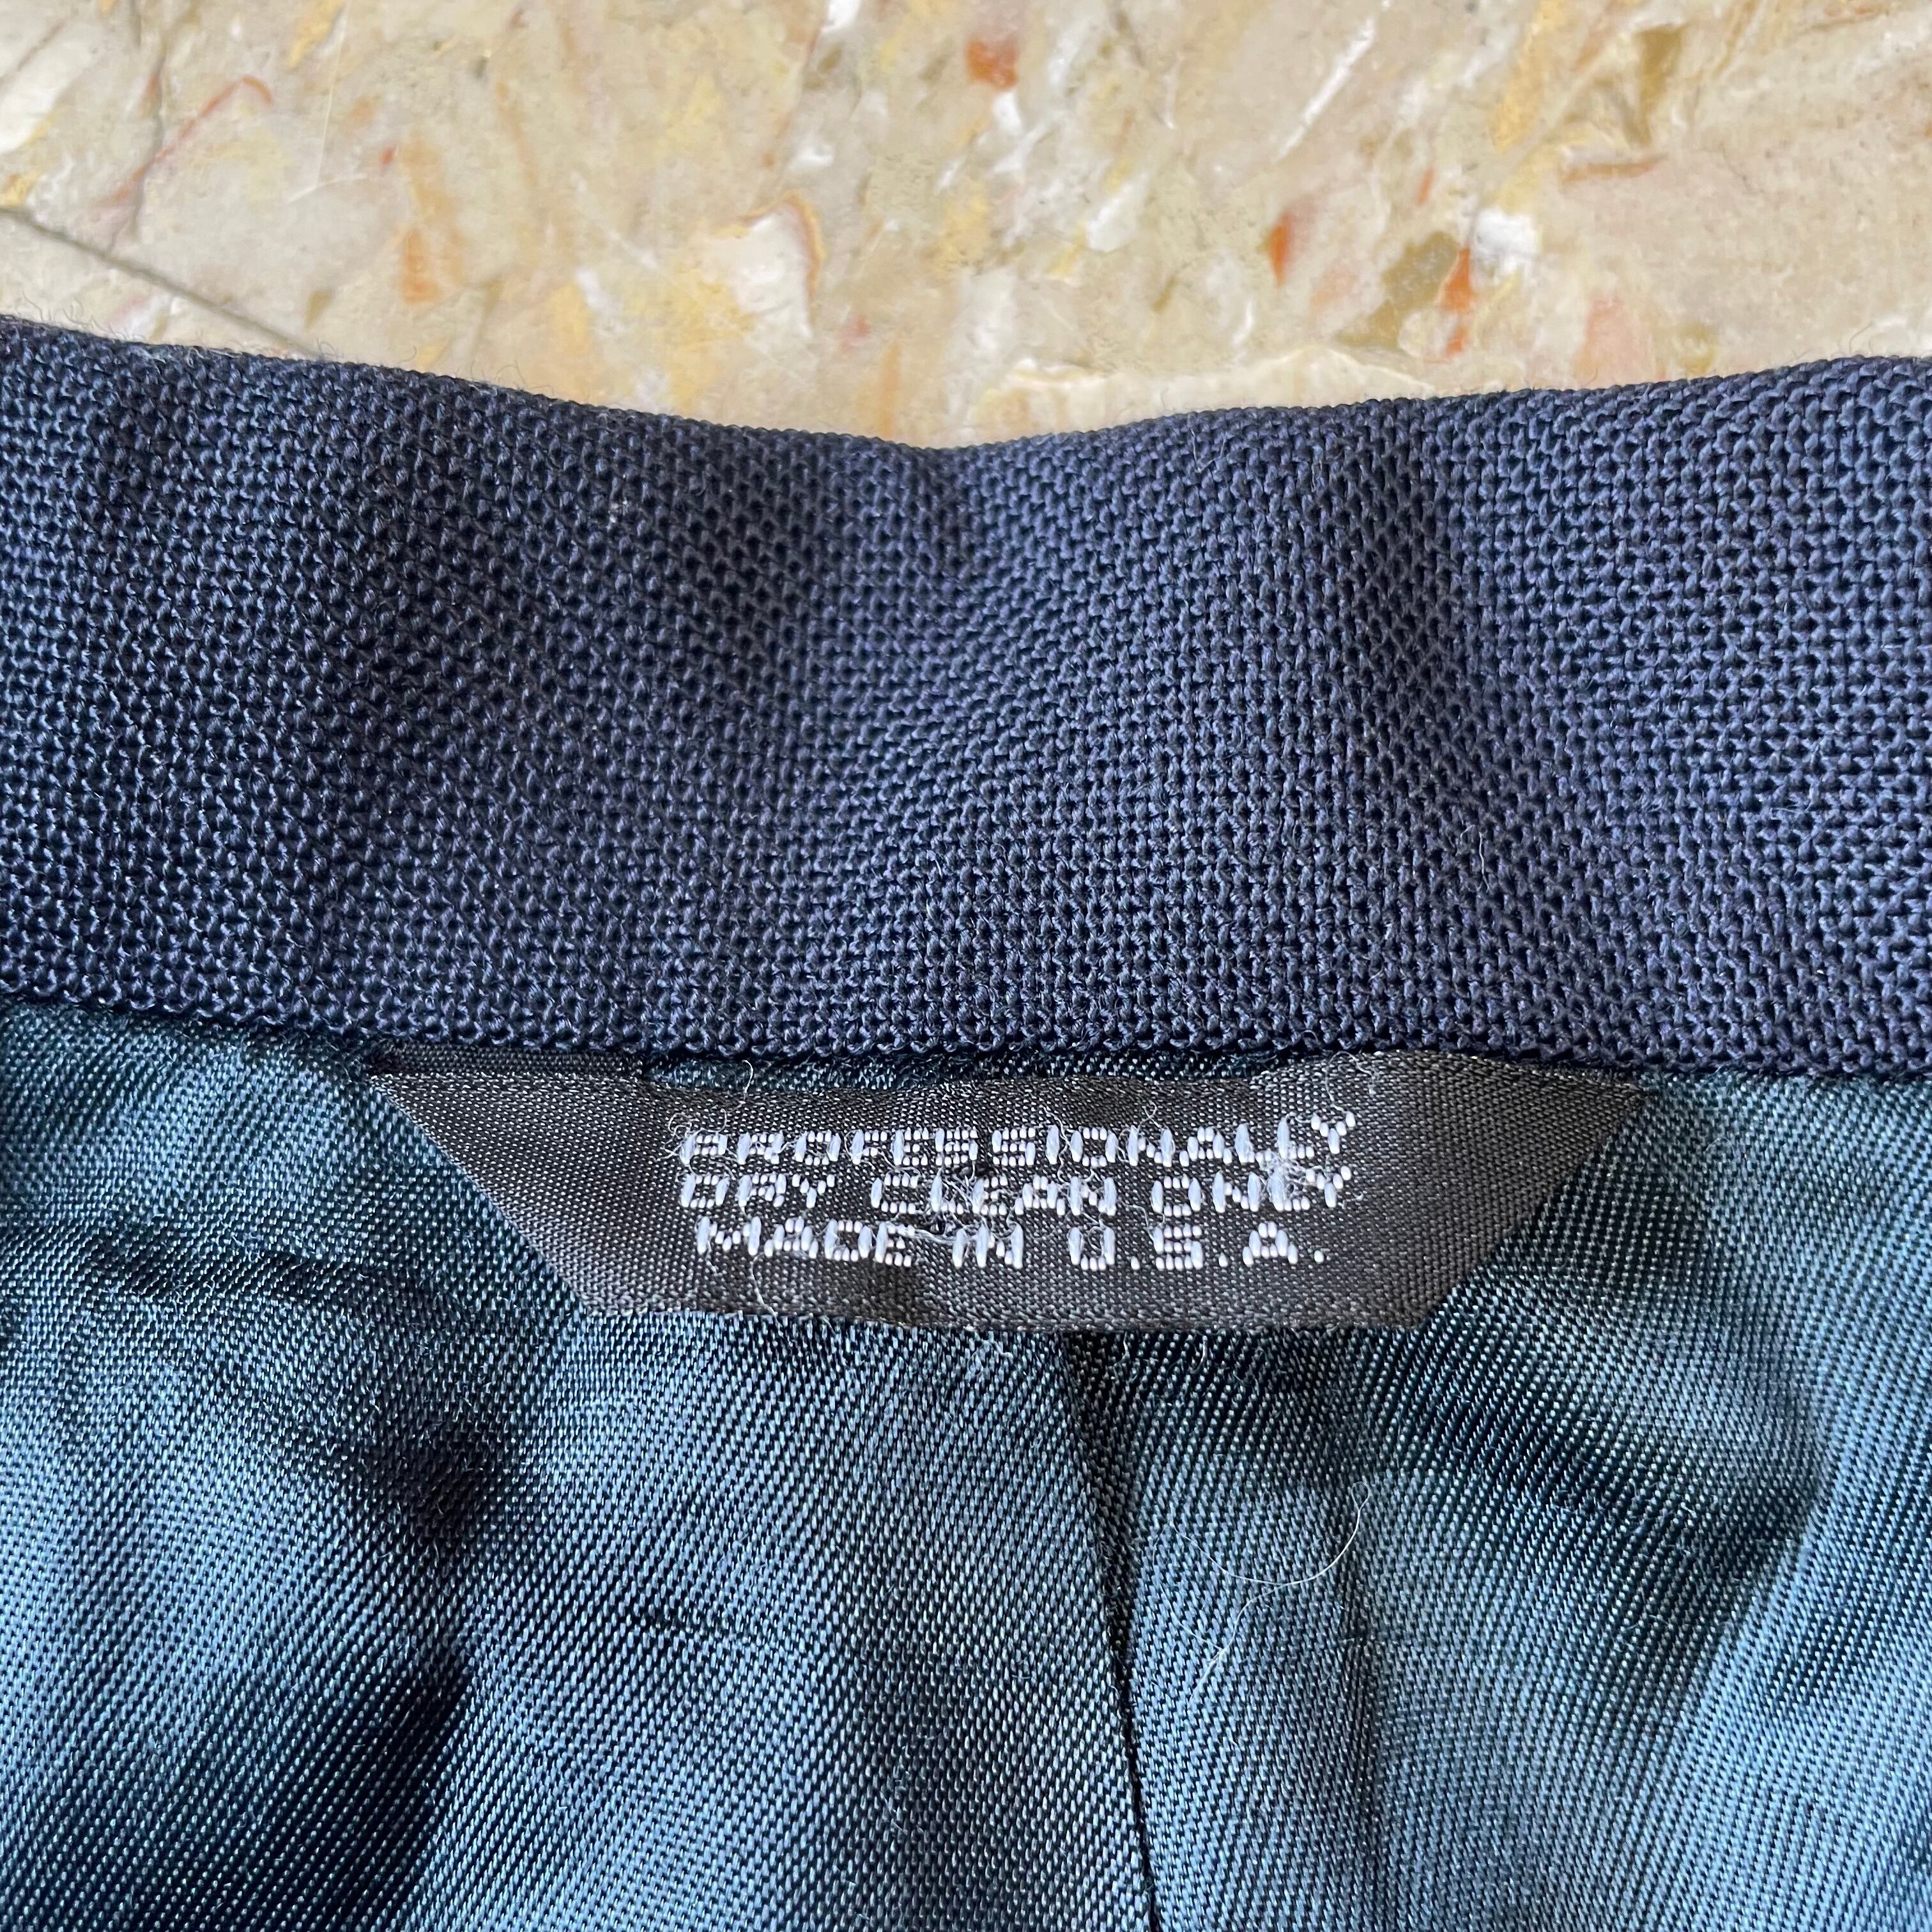 PROFESSIONALLY
DRY CLEAN ONLY
MADE IN U.S.A.